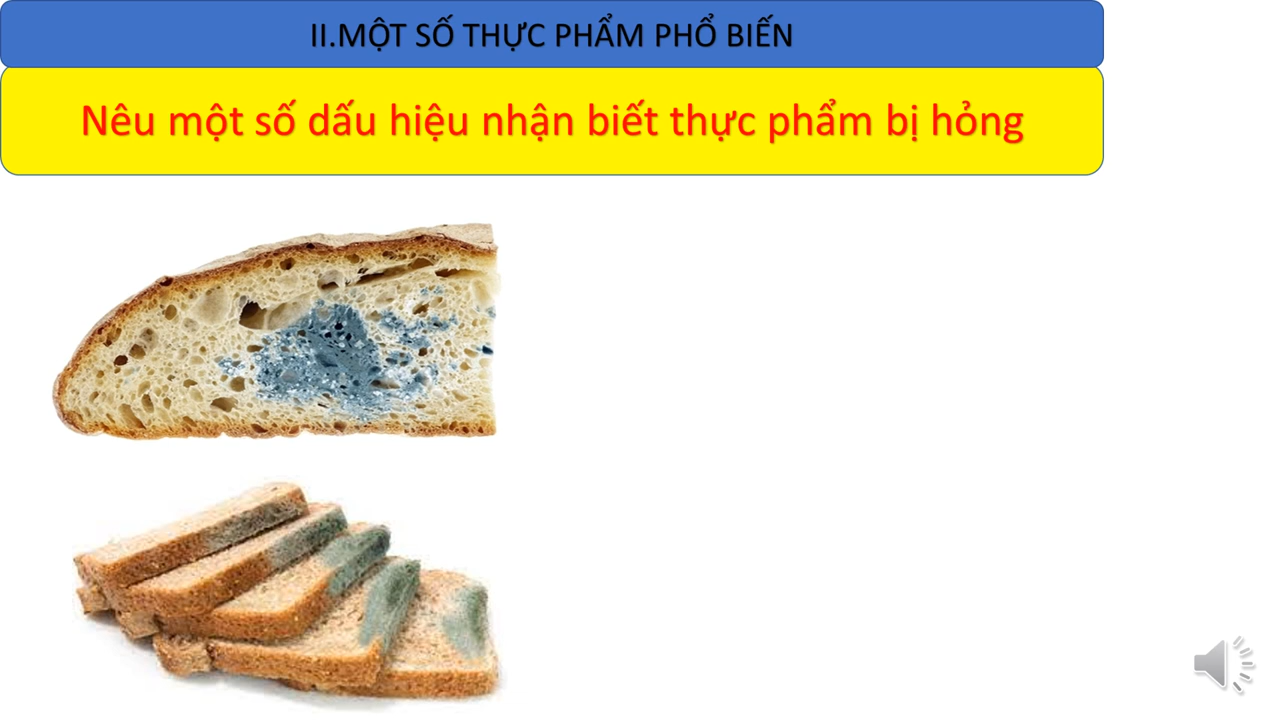 II.MỘT SỐ THỰC PHẨM PHỔ BIẾN
Nêu một số dấu hiệu nhận biết thực phẩm bị hỏng